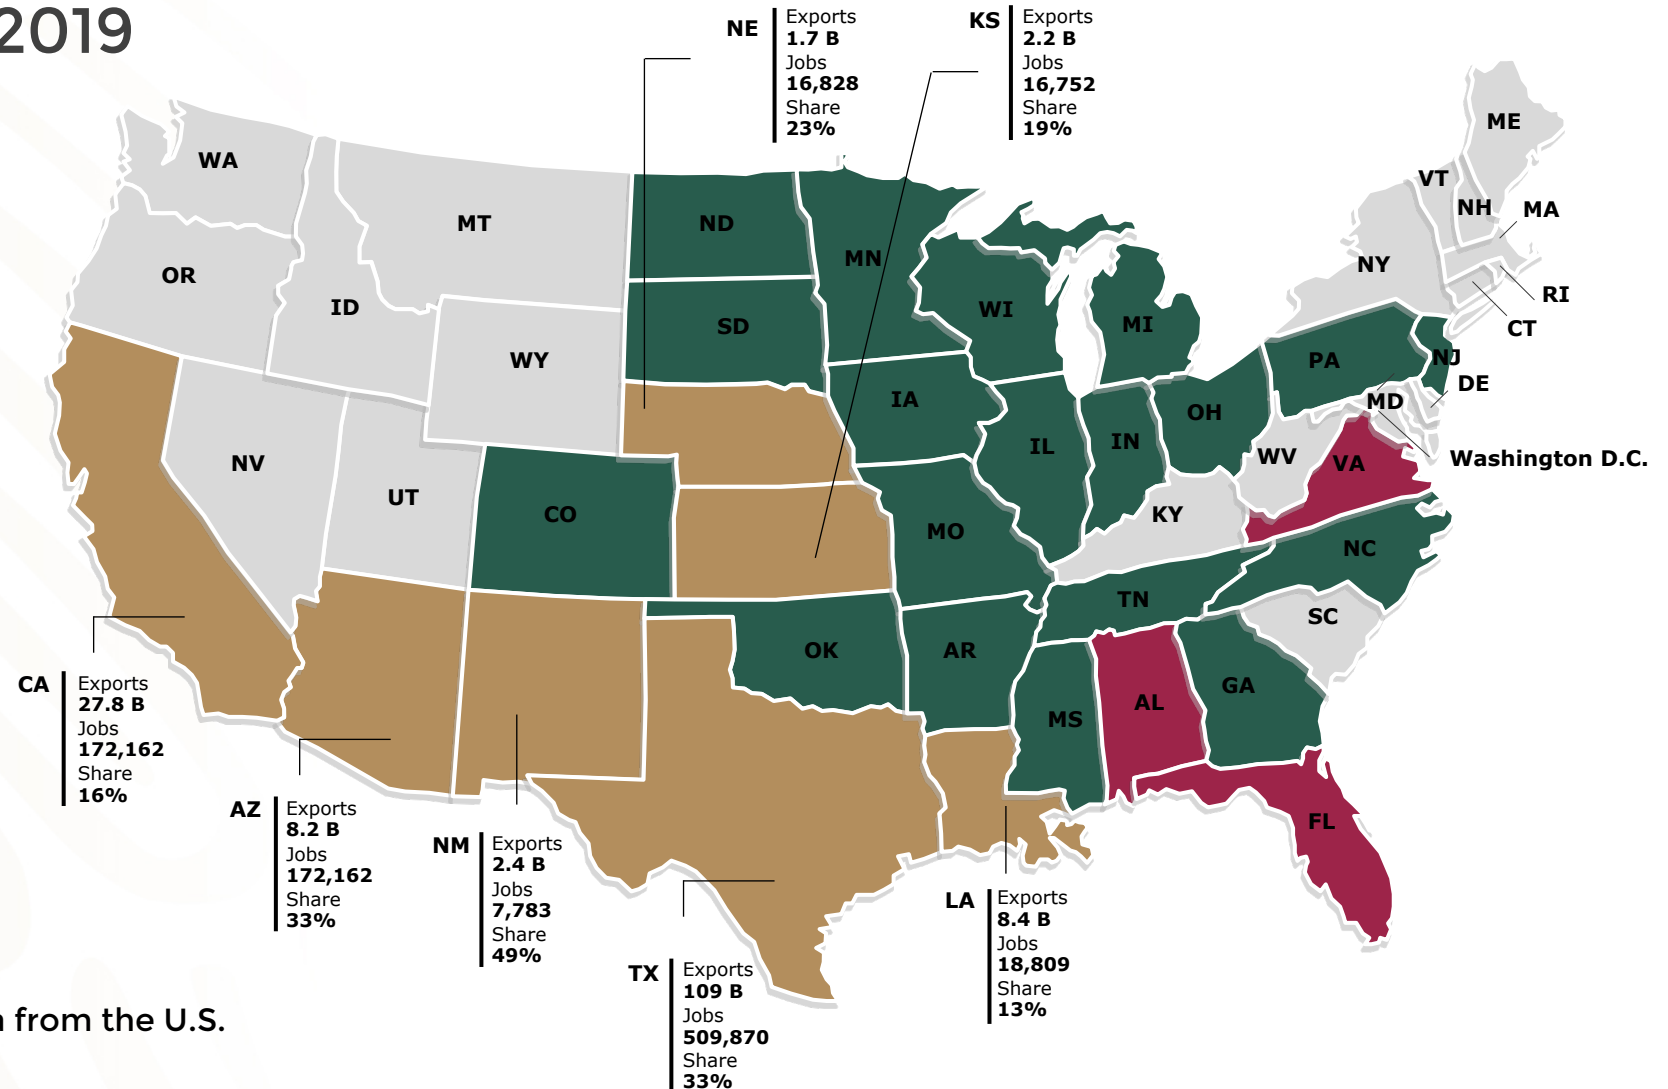 2019
NE
Exports
1.7 B
Jobs
16,828
Share
23%
KS
Exports
2.2 B
Jobs
16,752
Share
19%
WA
OR
MT
ID
WY
NV
UT
CO
ND
SD
MN
WI
MI
IA
IL
IN
OH
MO
KY
OK
AR
TN
MS
AL
GA
SC
NC
VA
WV
FL
PA
NY
VT
NH
ME
MA
RI
CT
NJ
DE
MD
Washington D.C.
CA
Exports
27.8 B
Jobs
172,162
Share
16%
AZ
Exports
8.2 B
Jobs
172,162
Share
33%
NM
Exports
2.4 B
Jobs
7,783
Share
49%
TX
Exports
109 B
Jobs
509,870
Share
33%
LA
Exports
8.4 B
Jobs
18,809
Share
13%
from the U.S.